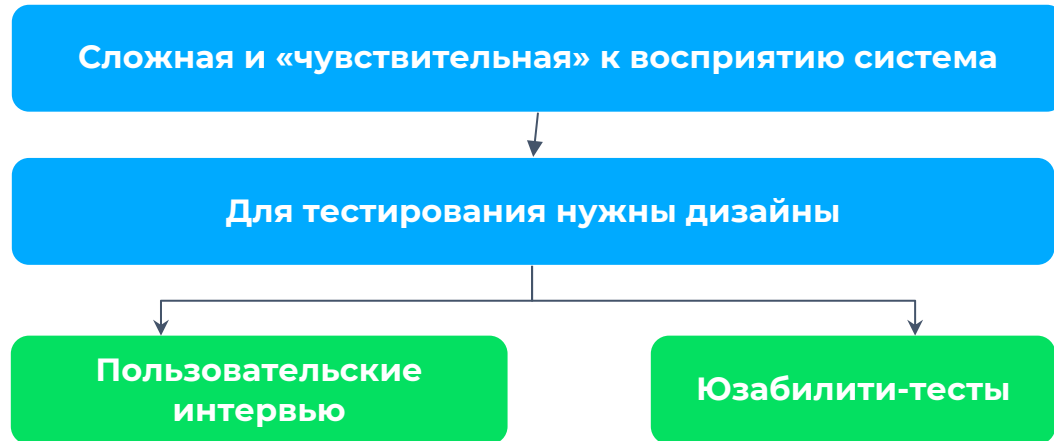 Сложная и «чувствительная» к восприятию система
Для тестирования нужны дизайны
Пользовательские
интервью
Юзабилити-тесты